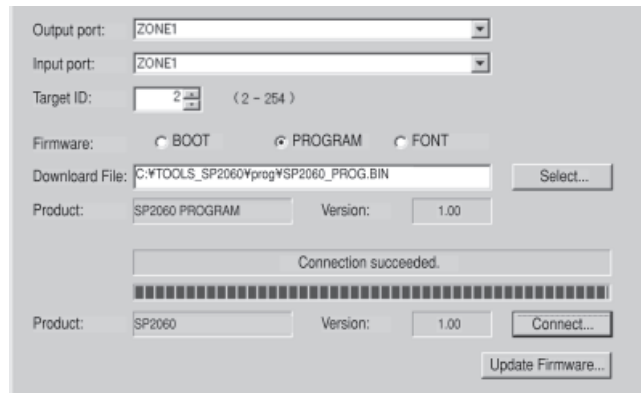 Output port: ZONE1
Input port: ZONE1
Target ID: 2 (2 - 254)
Firmware: BOOT PROGRAM FONT
Downloard File: C:¥TOOLS_SP2060¥prog¥SP2060_PROG.BIN Select...
Product: SP2060 PROGRAM Version: 1.00
Connection succeeded.
Product: SP2060 Version: 1.00 Connect...
Update Firmware...